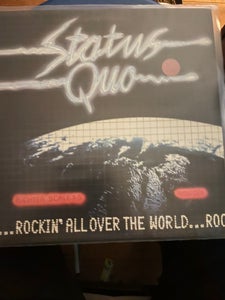 Status
Quo
...ROCKIN' ALL OVER THE WORLD...ROC